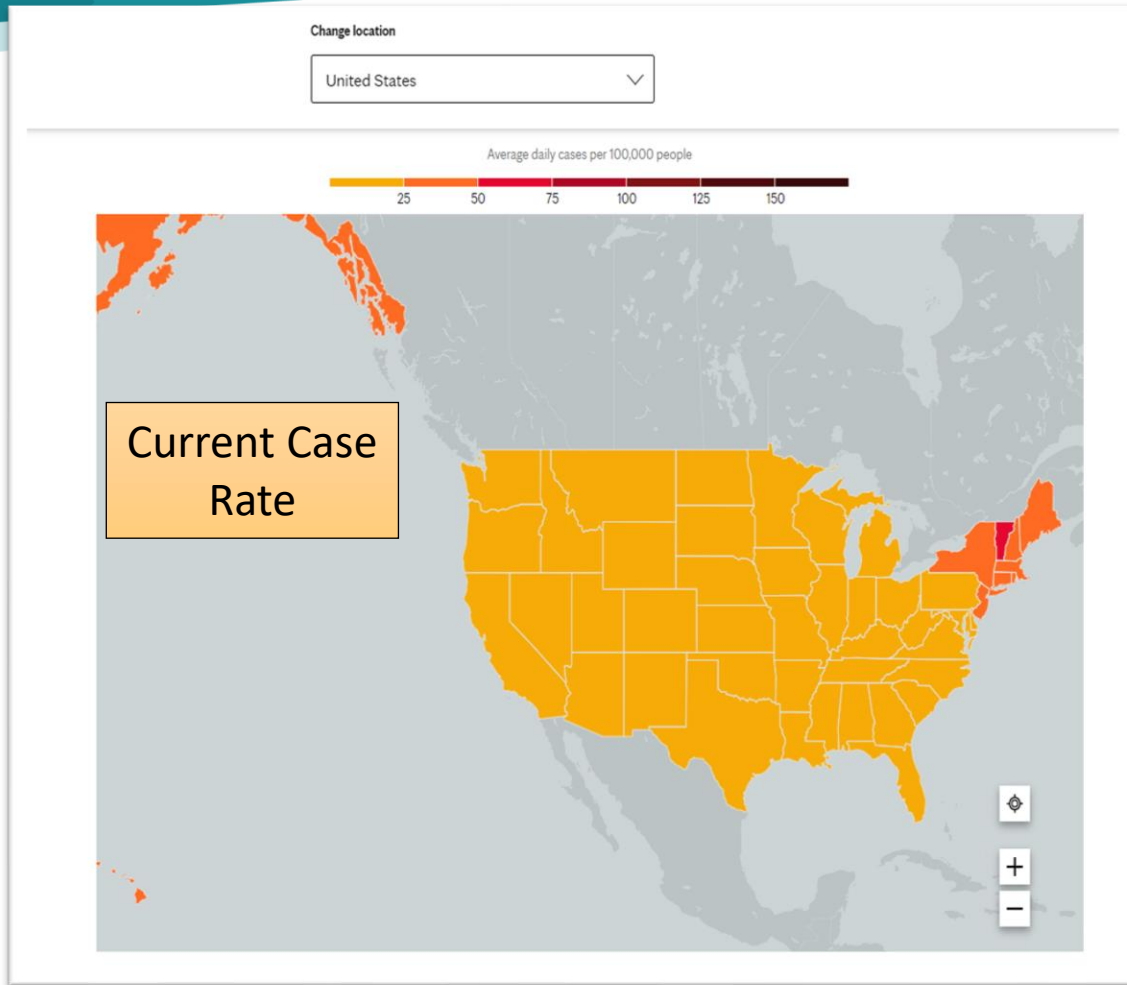 Change location
United States
Average daily cases per 100,000 people
25 50 75 100 125 150
Current Case
Rate
+
−